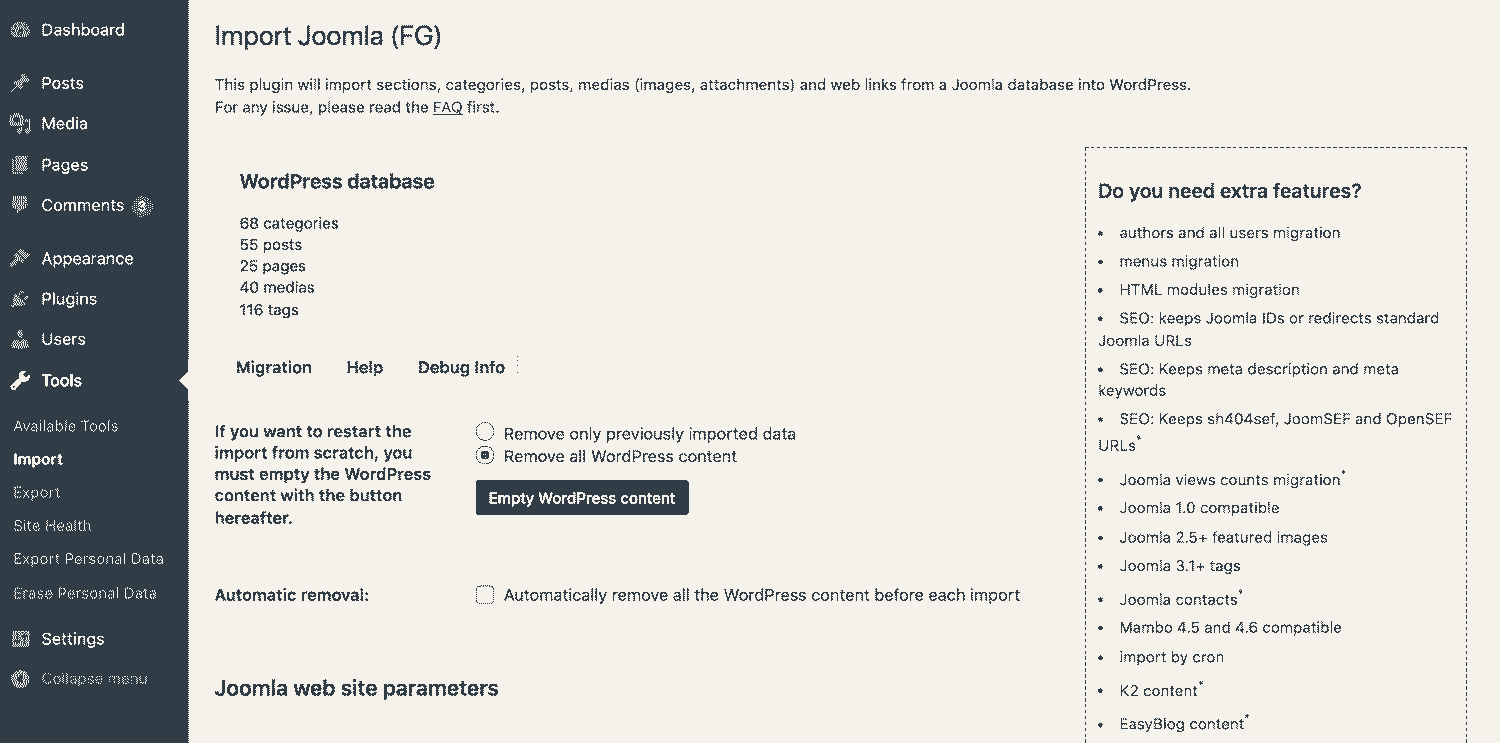 Dashboard
Posts
Media
Pages
Comments
Appearance
Plugins
Users
Tools
Available Tools
Import
Export
Site Health
Export Personal Data
Erase Personal Data
Settings
Collapse menu
Import Joomla (FG)
This plugin will import sections, categories, posts, medias (images, attachments) and web links from a Joomla database into WordPress.
For any issue, please read the FAQ first.
WordPress database
68 categories
55 posts
25 pages
40 medias
116 tags
Migration Help Debug Info
If you want to restart the
import from scratch, you
must empty the WordPress
content with the button
hereafter.
Remove only previously imported data
Remove all WordPress content
Empty WordPress content
Automatic removal:
Automatically remove all the WordPress content before each import
Joomla web site parameters
Do you need extra features?
• authors and all users migration
• menus migration
• HTML modules migration
• SEO: keeps Joomla IDs or redirects standard
Joomla URLs
• SEO: Keeps meta description and meta
keywords
• SEO: Keeps sh404sef, JoomSEF and OpenSEF
URLs*
• Joomla views counts migration*
• Joomla 1.0 compatible
• Joomla 2.5+ featured images
• Joomla 3.1+ tags
• Joomla contacts*
• Mambo 4.5 and 4.6 compatible
• import by cron
• K2 content*
• EasyBlog content*